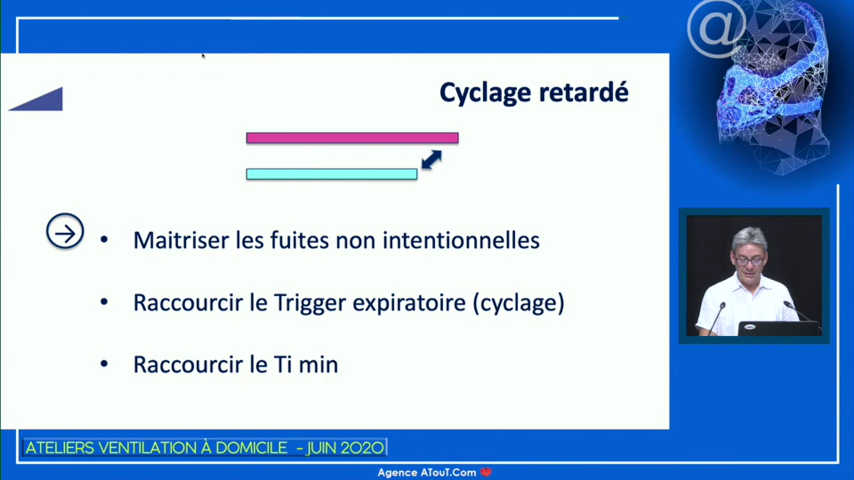 @
Cyclage retardé
• Maitriser les fuites non intentionnelles
• Raccourcir le Trigger expiratoire (cyclage)
• Raccourcir le Ti min
ATELIERS VENTILATION À DOMICILE - JUIN 2020
Agence ATouT.Com